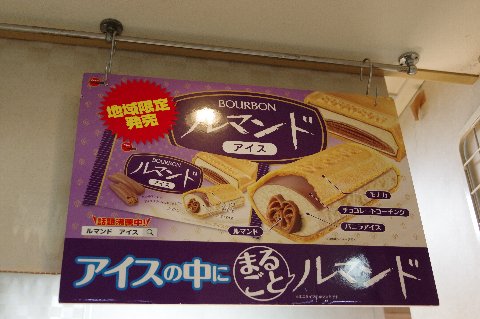 地域限定
発売
BOURBON
ルマンド
アイス
ルマンド
アイス
モナカ
チョコレートコーチング
バニラアイス
ルマンド
話題沸騰中!!
ルマンド アイス
アイスの中に まるごと ルマンド